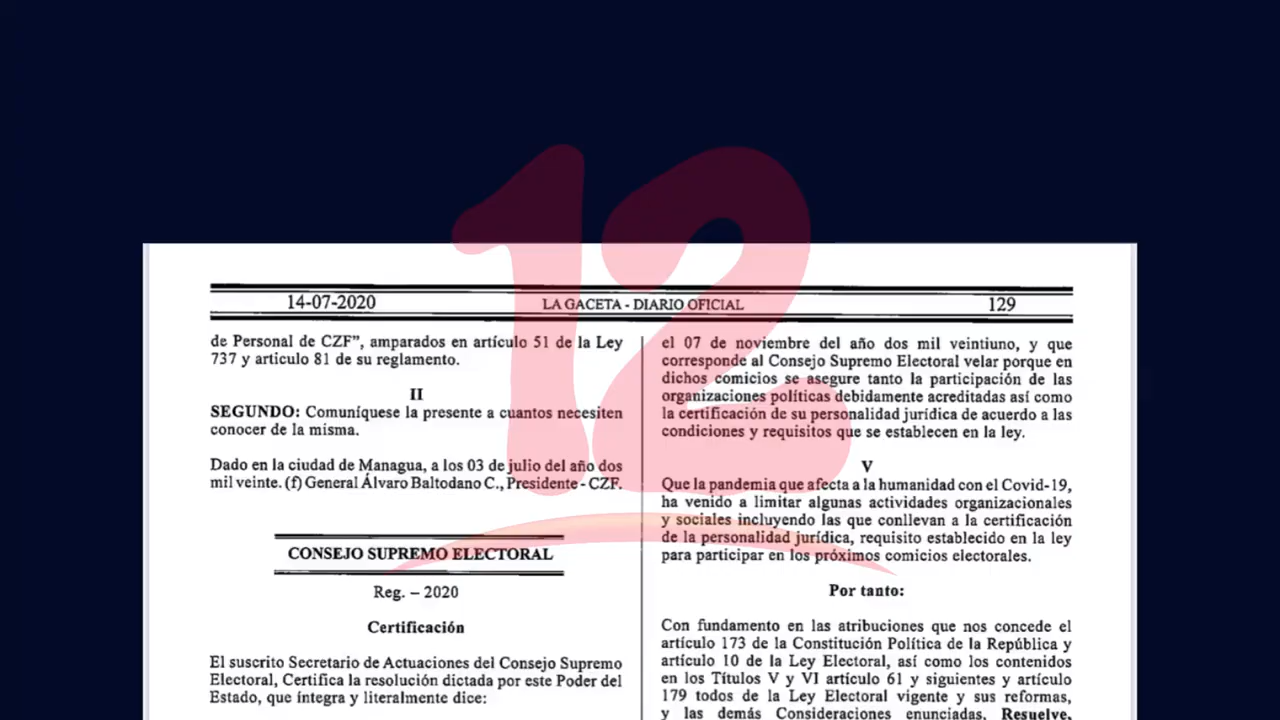 14-07-2020 LA GACETA - DIARIO OFICIAL 129
de Personal de CZF”, amparados en artículo 51 de la Ley
737 y articulo 81 de su reglamento.
II
SEGUNDO: Comuníquese la presente a cuantos necesiten
conocer de la misma.
Dado en la ciudad de Managua, a los 03 de julio del año dos
mil veinte. (f) General Álvaro Baltodano C., Presidente - CZF.
CONSEJO SUPREMO ELECTORAL
Reg. – 2020
Certificación
El suscrito Secretario de Actuaciones del Consejo Supremo
Electoral, Certifica la resolución dictada por este Poder del
Estado, que íntegra y literalmente dice:
el 07 de noviembre del año dos mil veintiuno, y que
corresponde al Consejo Supremo Electoral velar porque en
dichos comicios se asegure tanto la participación de las
organizaciones políticas debidamente acreditadas así como
la certificación de su personalidad jurídica de acuerdo a las
condiciones y requisitos que se establecen en la ley.
V
Que la pandemia que afecta a la humanidad con el Covid-19,
ha venido a limitar algunas actividades organizacionales
y sociales incluyendo las que conllevan a la certificación
de la personalidad jurídica, requisito establecido en la ley
para participar en los próximos comicios electorales.
Por tanto:
Con fundamento en las atribuciones que nos concede el
artículo 173 de la Constitución Política de la República y
artículo 10 de la Ley Electoral, así como los contenidos
en los Títulos V y VI articulo 61 y siguientes y artículo
179 todos de la Ley Electoral vigente y sus reformas,
y las demás Consideraciones enunciadas, Resuelve,
12